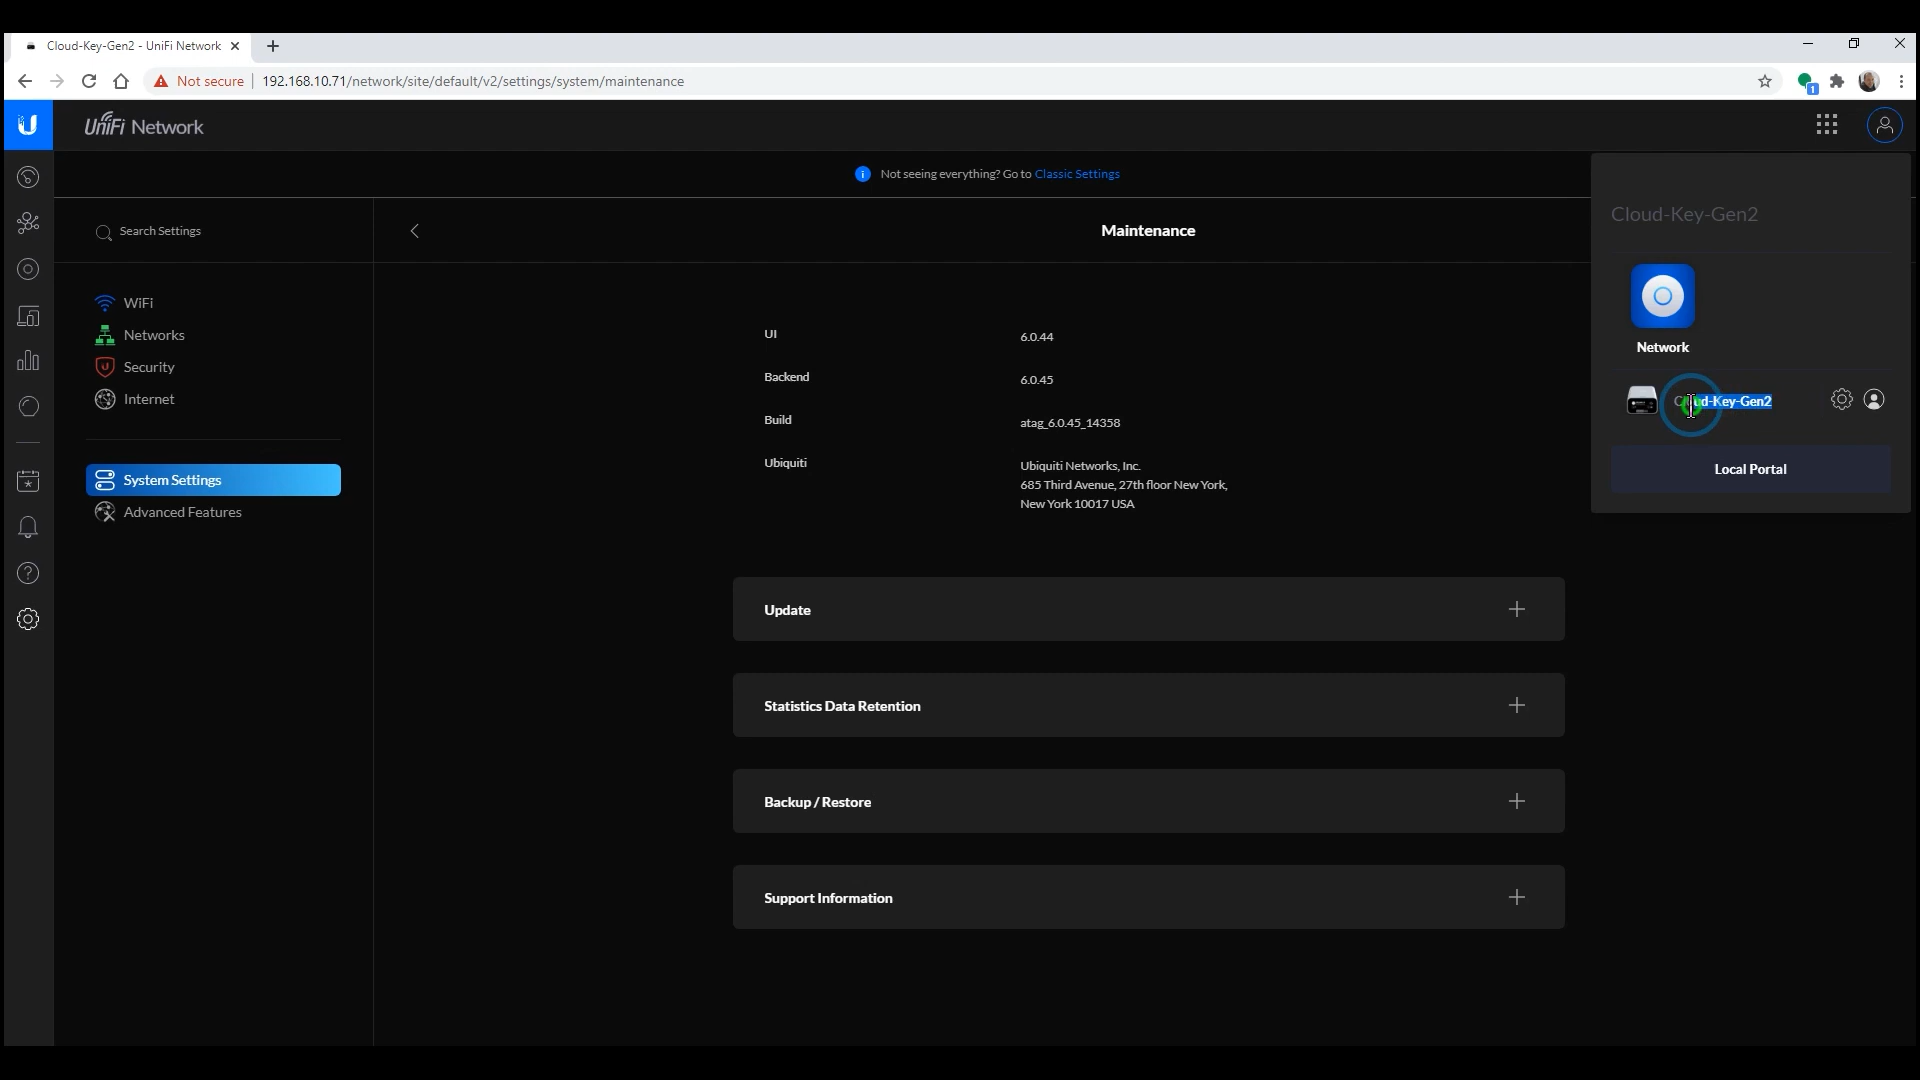 Cloud-Key-Gen2 - UniFi Network
Not secure
192.168.10.71/network/site/default/v2/settings/system/maintenance
1
UniFi Network
Not seeing everything? Go to Classic Settings
Search Settings
Maintenance
Cloud-Key-Gen2
WiFi
Networks
Security
Internet
System Settings
Advanced Features
UI 6.0.44
Backend 6.0.45
Build atag_6.0.45_14358
Ubiquiti Ubiquiti Networks, Inc.
685 Third Avenue, 27th floor New York,
New York 10017 USA
Network
Cloud-Key-Gen2
Local Portal
Update
Statistics Data Retention
Backup / Restore
Support Information